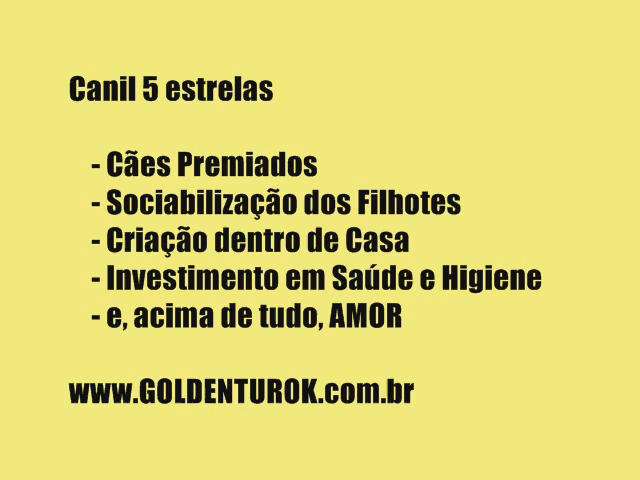 Canil 5 estrelas
- Cães Premiados
- Sociabilização dos Filhotes
- Criação dentro de Casa
- Investimento em Saúde e Higiene
- e, acima de tudo, AMOR
www.GOLDENTUROK.com.br